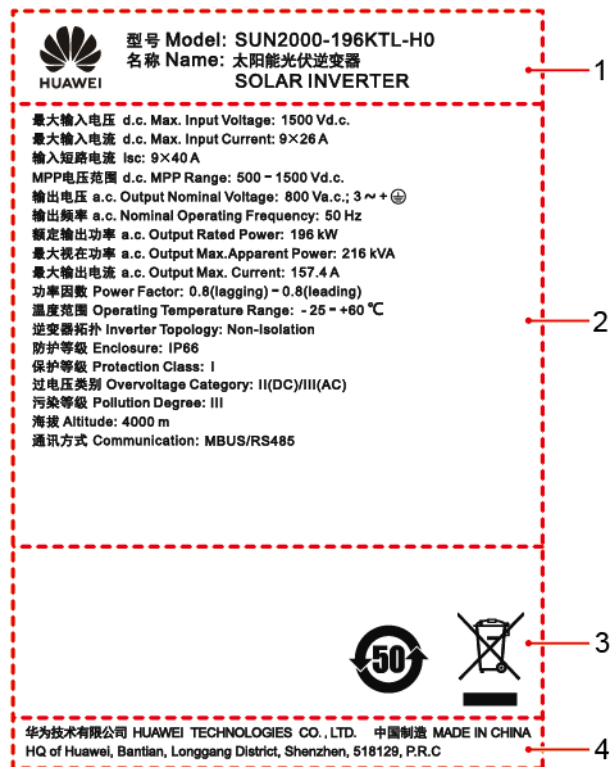 HUAWEI
型号 Model: SUN2000-196KTL-H0
名称 Name: 太阳能光伏逆变器
SOLAR INVERTER
1
最大输入电压 d.c. Max. Input Voltage: 1500 Vd.c.
最大输入电流 d.c. Max. Input Current: 9×26 A
输入短路电流 Isc: 9×40 A
MPP电压范围 d.c. MPP Range: 500 - 1500 Vd.c.
输出电压 a.c. Output Nominal Voltage: 800 Va.c.; 3 ~ + ⏚
输出频率 a.c. Nominal Operating Frequency: 50 Hz
额定输出功率 a.c. Output Rated Power: 196 kW
最大视在功率 a.c. Output Max.Apparent Power: 216 kVA
最大输出电流 a.c. Output Max. Current: 157.4 A
功率因数 Power Factor: 0.8(lagging) - 0.8(leading)
温度范围 Operating Temperature Range: - 25 - +60 ℃
逆变器拓扑 Inverter Topology: Non-Isolation
防护等级 Enclosure: IP66
保护等级 Protection Class: I
过电压类别 Overvoltage Category: II(DC)/III(AC)
污染等级 Pollution Degree: III
海拔 Altitude: 4000 m
通讯方式 Communication: MBUS/RS485
2
50
3
华为技术有限公司 HUAWEI TECHNOLOGIES CO., LTD. 中国制造 MADE IN CHINA
HQ of Huawei, Bantian, Longgang District, Shenzhen, 518129, P.R.C
4